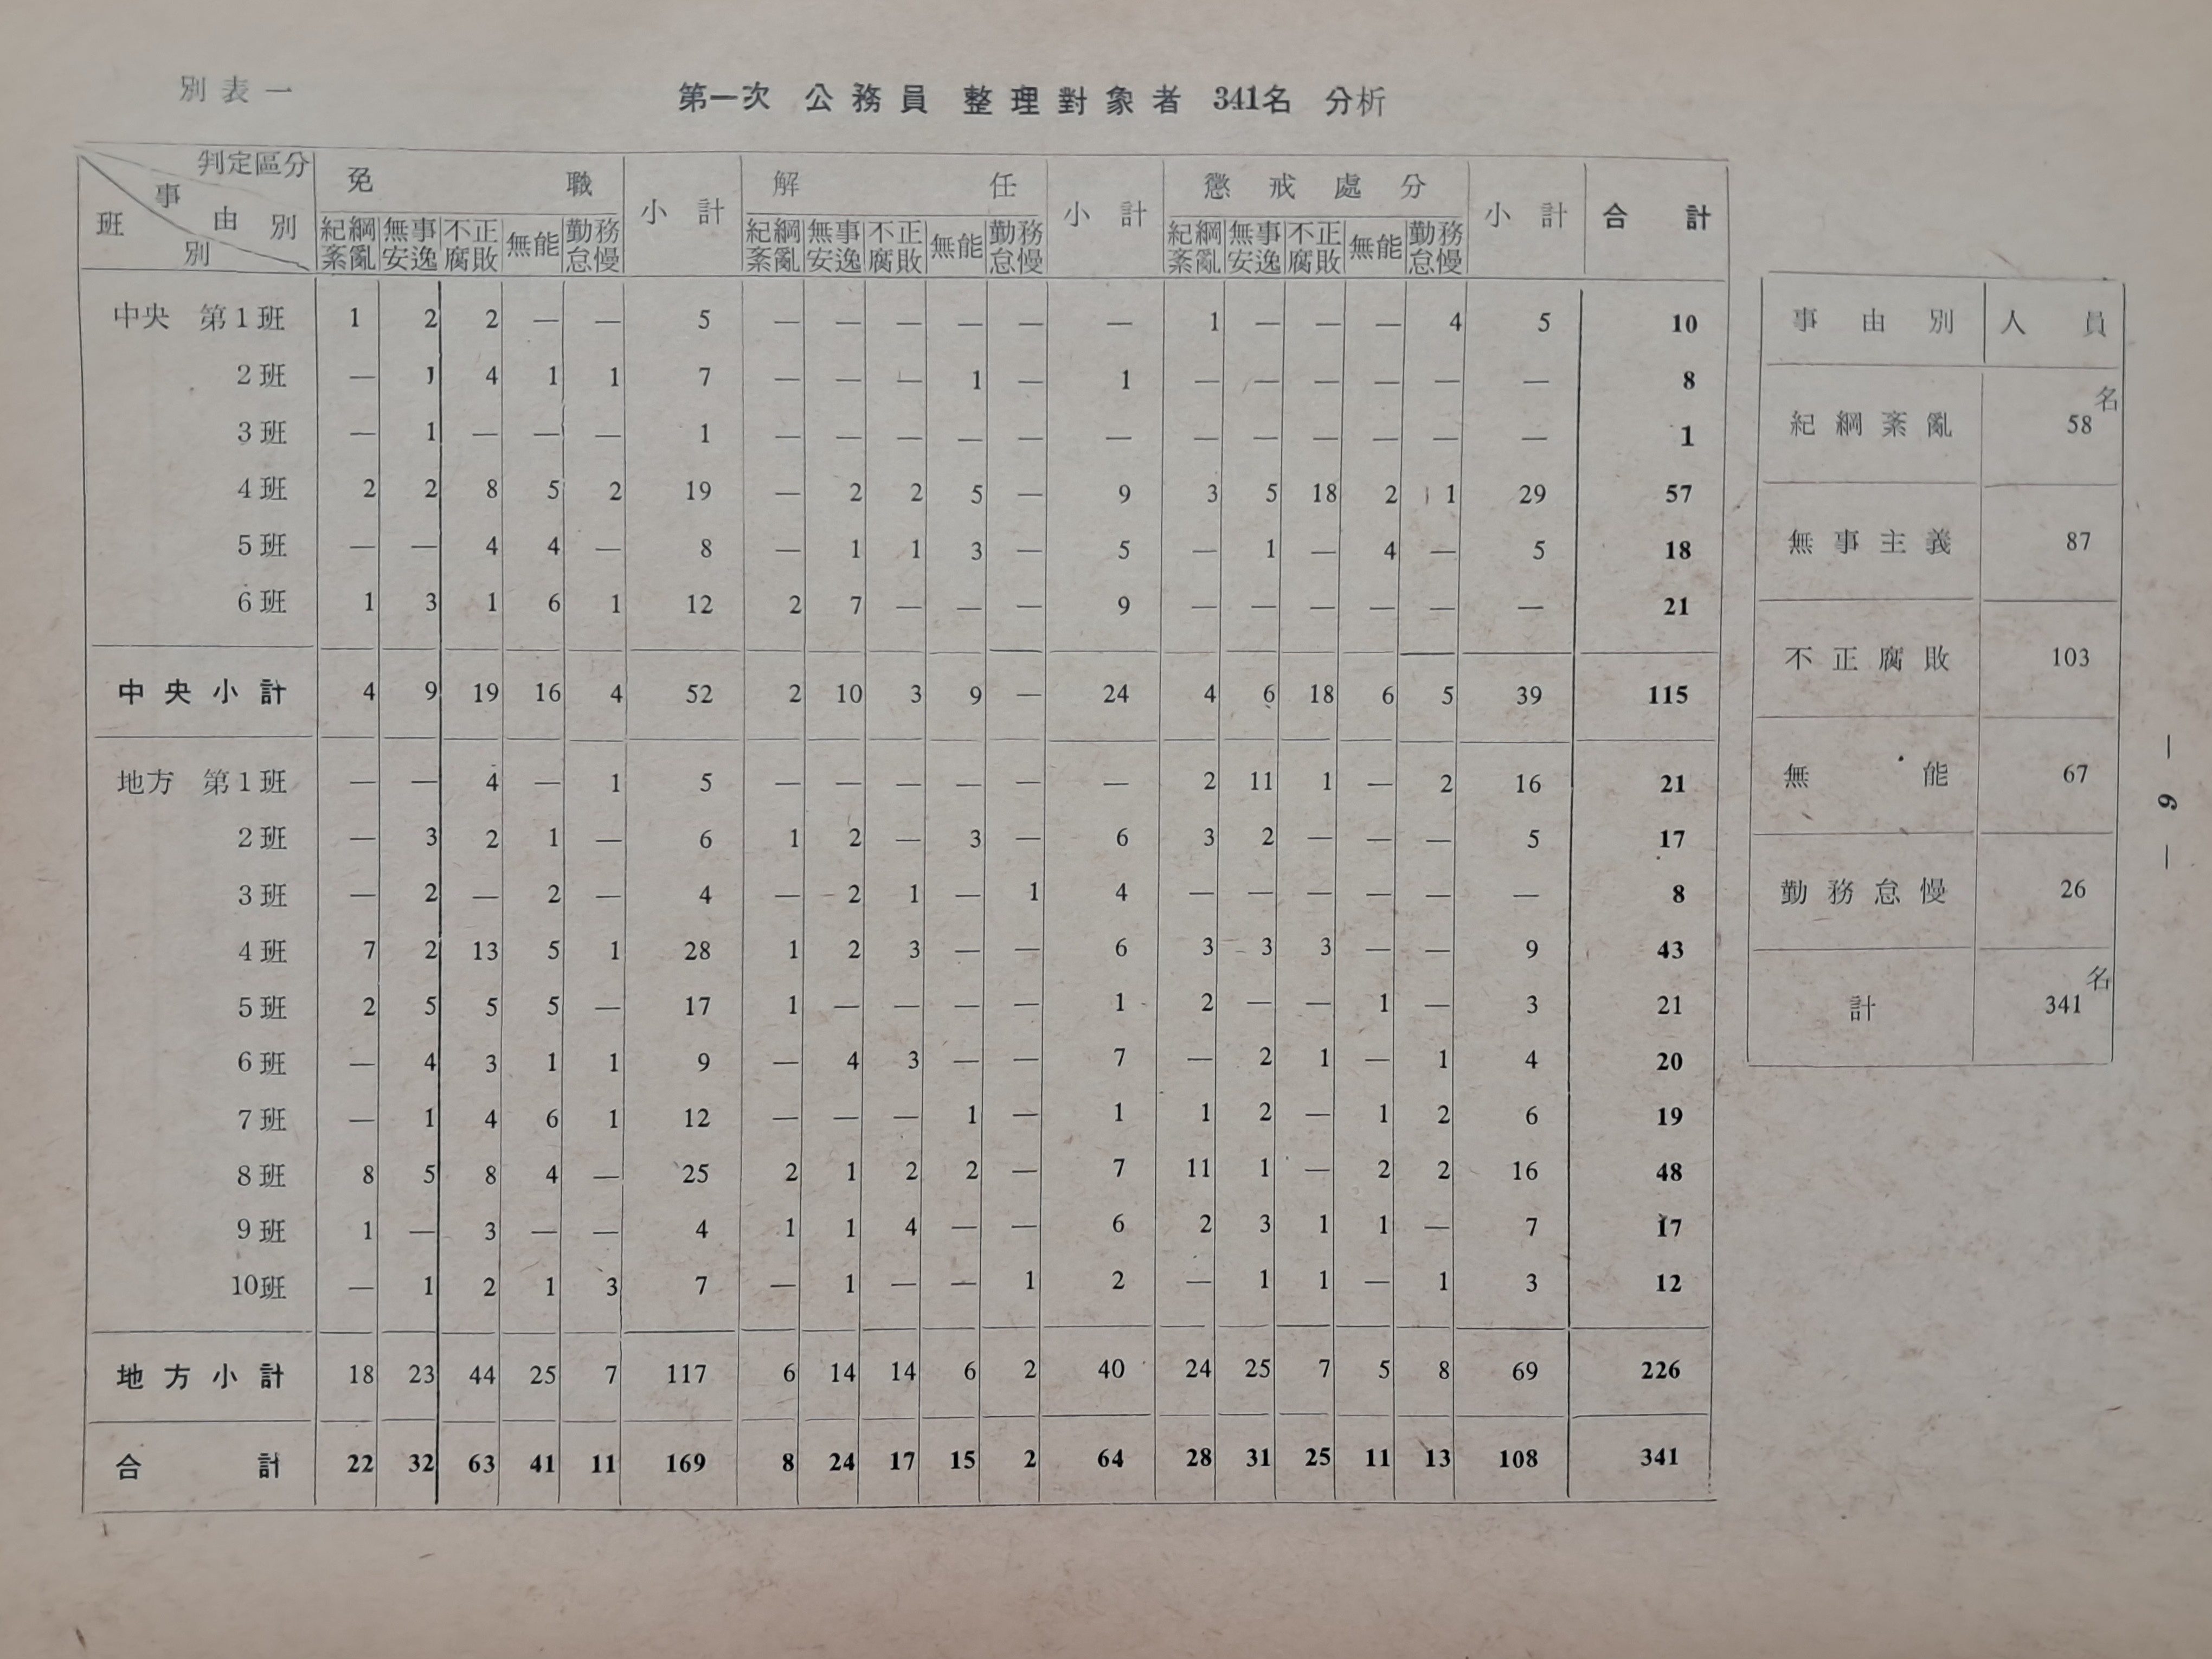 別表一
第一次 公務員 整理對象者 341名 分析
判定區分 免職 小計 解任 小計 懲戒處分 小計 合計
事由別
班別
紀綱紊亂 無事安逸 不正腐敗 無能 勤務怠慢 紀綱紊亂 無事安逸 不正腐敗 無能 勤務怠慢 紀綱紊亂 無事安逸 不正腐敗 無能 勤務怠慢
中央 第1班 1 2 2 — — 5 — — — — — — 1 — — — 4 5 10
2班 — 1 4 1 1 7 — — — 1 — 1 — — — — — — 8
3班 — 1 — — — 1 — — — — — — — — — — — — 1
4班 2 2 8 5 2 19 — 2 2 5 — 9 3 5 18 2 1 29 57
5班 — — 4 4 — 8 — 1 1 3 — 5 — 1 — 4 — 5 18
6班 1 3 1 6 1 12 2 7 — — — 9 — — — — — — 21
中央小計 4 9 19 16 4 52 2 10 3 9 — 24 4 6 18 6 5 39 115
地方 第1班 — — 4 — 1 5 — — — — — — 2 11 1 — 2 16 21
2班 — 3 2 1 — 6 1 2 — 3 — 6 3 2 — — — 5 17
3班 — 2 — 2 — 4 — 2 1 — 1 4 — — — — — — 8
4班 7 2 13 5 1 28 1 2 3 — — 6 3 3 3 — — 9 43
5班 2 5 5 5 — 17 1 — — — — 1 2 — — 1 — 3 21
6班 — 4 3 1 1 9 — 4 3 — — 7 — 2 1 — 1 4 20
7班 — 1 4 6 1 12 — — — 1 — 1 1 2 — 1 2 6 19
8班 8 5 8 4 — 25 2 1 2 2 — 7 11 1 — 2 2 16 48
9班 1 — 3 — — 4 1 1 4 — — 6 2 3 1 1 — 7 17
10班 — 1 2 1 3 7 — 1 — — 1 2 — 1 1 — 1 3 12
地方小計 18 23 44 25 7 117 6 14 14 6 2 40 24 25 7 5 8 69 226
合計 22 32 63 41 11 169 8 24 17 15 2 64 28 31 25 11 13 108 341
事由別 人員
紀綱紊亂 58名
無事主義 87
不正腐敗 103
無能 67
勤務怠慢 26
計 341名
— 9 —